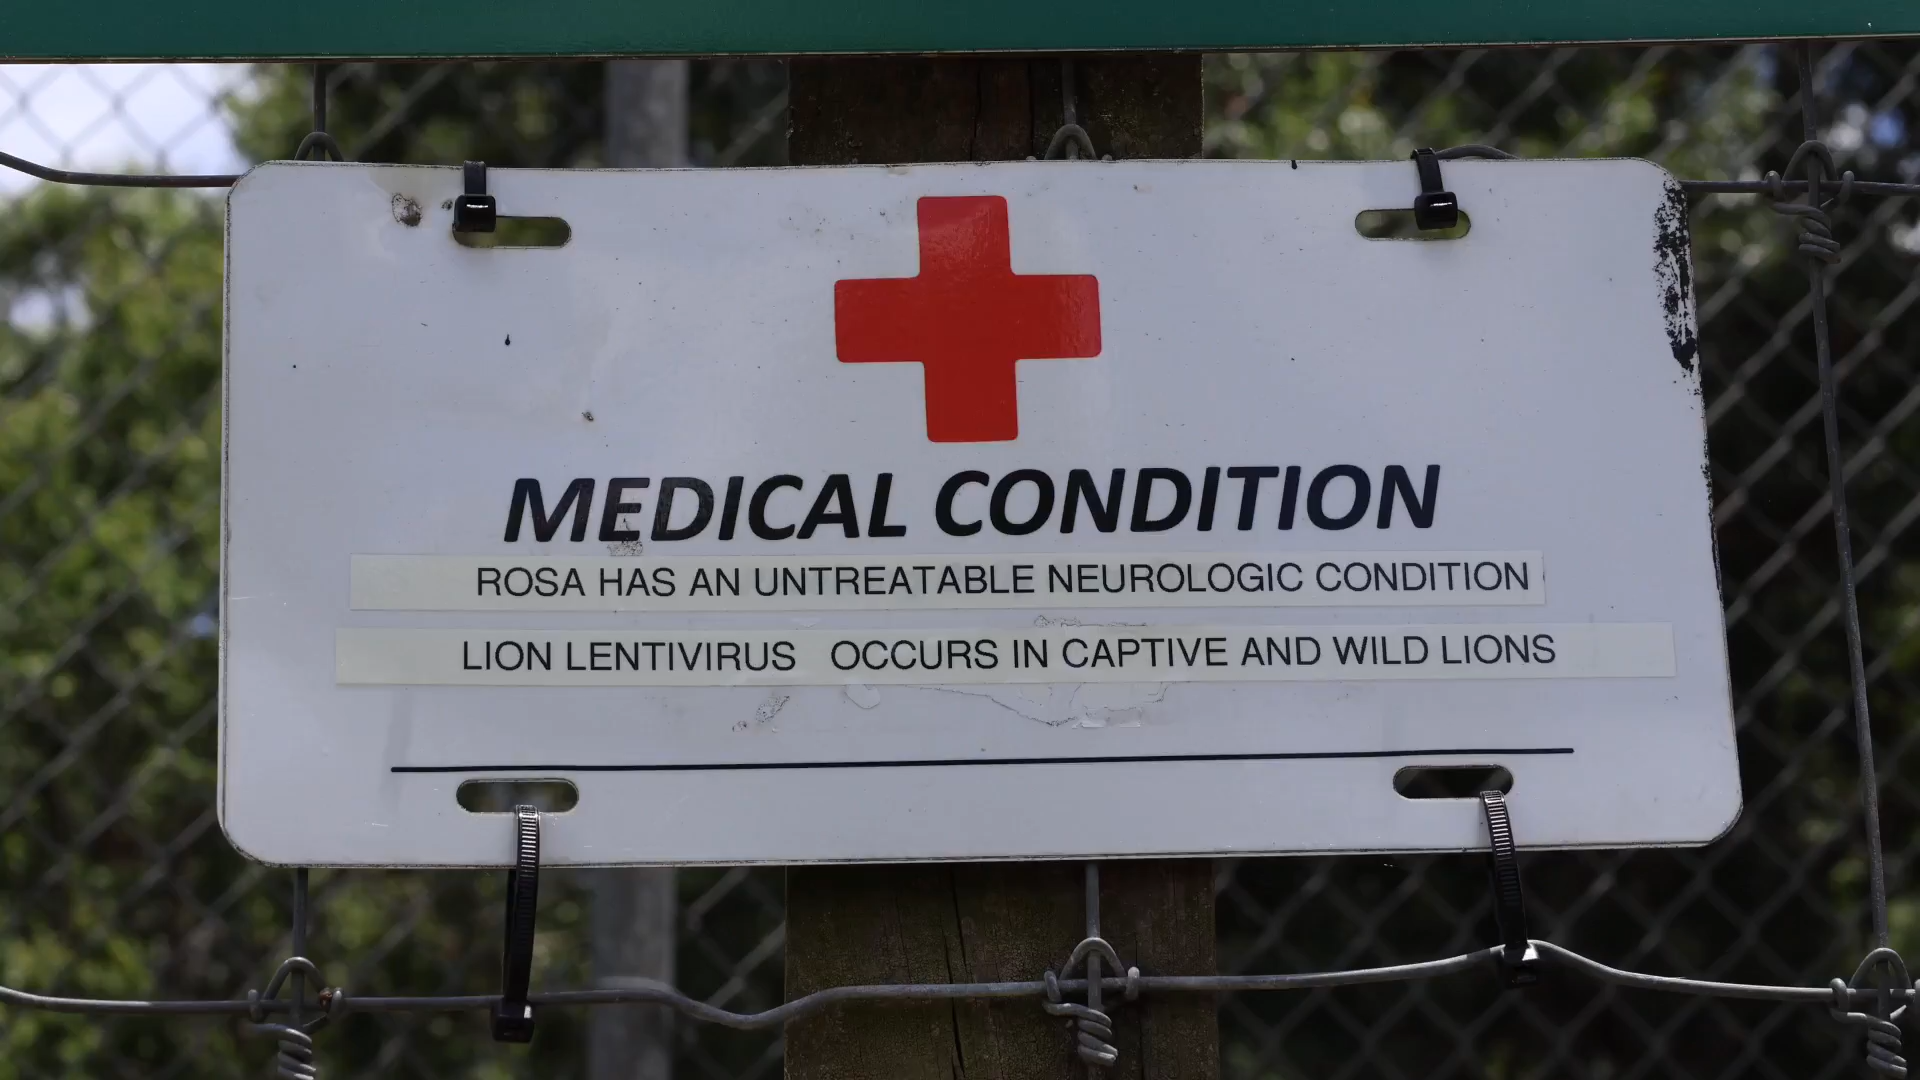 MEDICAL CONDITION
ROSA HAS AN UNTREATABLE NEUROLOGIC CONDITION
LION LENTIVIRUS OCCURS IN CAPTIVE AND WILD LIONS